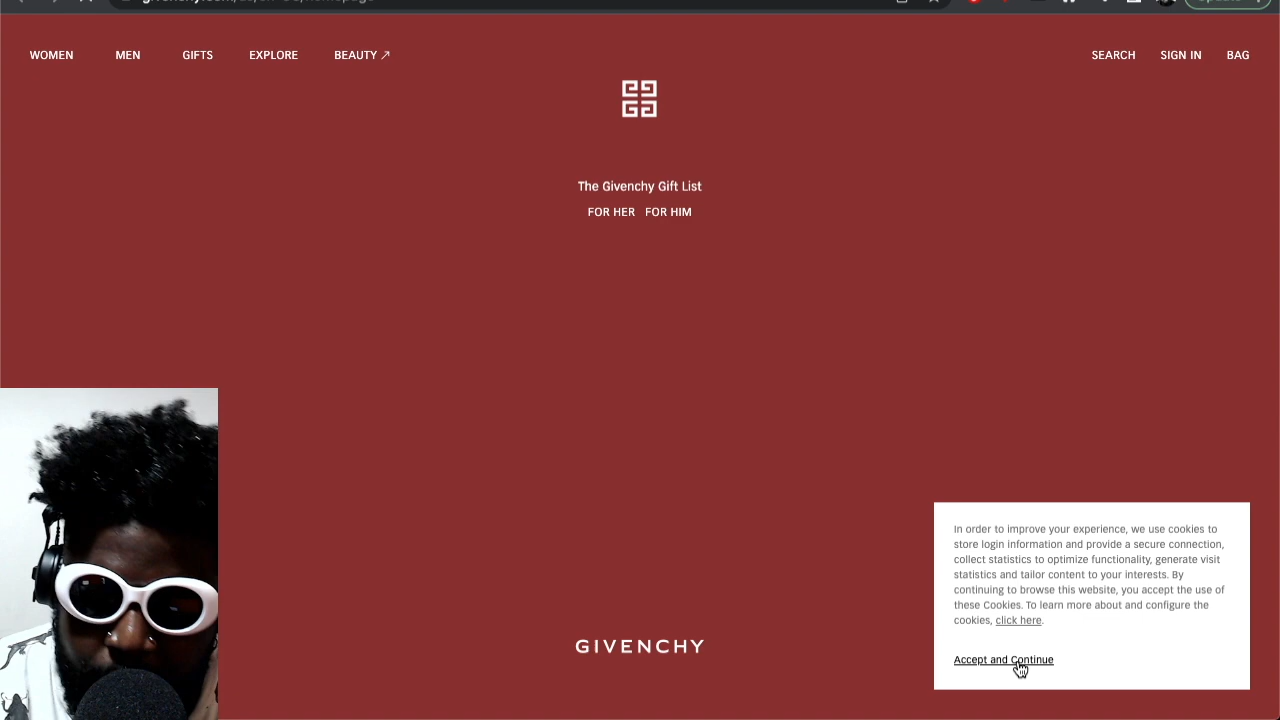 WOMEN MEN GIFTS EXPLORE BEAUTY ↗ SEARCH SIGN IN BAG
The Givenchy Gift List
FOR HER FOR HIM
In order to improve your experience, we use cookies to
store login information and provide a secure connection,
collect statistics to optimize functionality, generate visit
statistics and tailor content to your interests. By
continuing to browse this website, you accept the use of
these Cookies. To learn more about and configure the
cookies, click here.
GIVENCHY
Accept and Continue